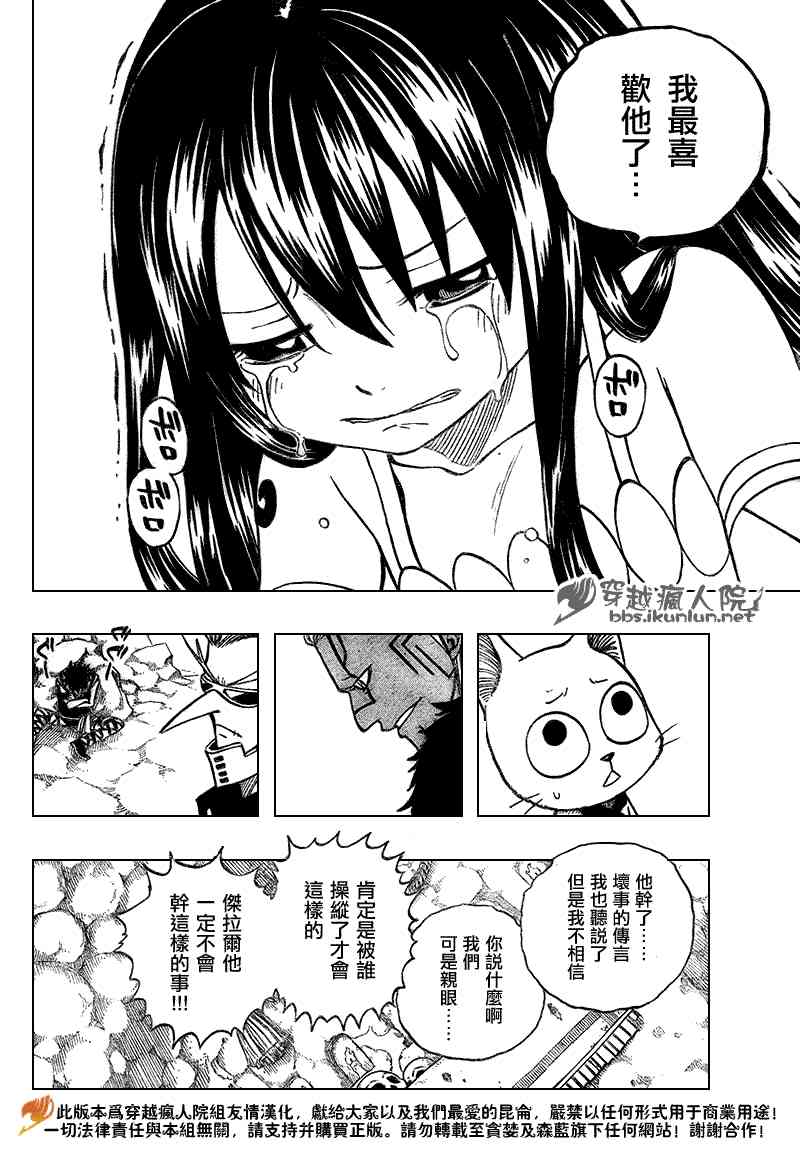 我最喜
歡他了…
ポロ
ポロ
ポロ
穿越瘋人院
bbs.ikunlun.net
他幹了……
壞事的傳言
我也聽説了
但是我不相信
你説什麼啊
我們
可是親眼……
肯定是被誰
操縱了才會
這樣的
傑拉爾他
一定不會
幹這樣的事!!!
此版本爲穿越瘋人院組友情漢化，獻給大家以及我們最愛的昆侖，嚴禁以任何形式用于商業用途！
一切法律責任與本組無關，請支持并購買正版。請勿轉載至貪婪及森藍旗下任何網站！謝謝合作！